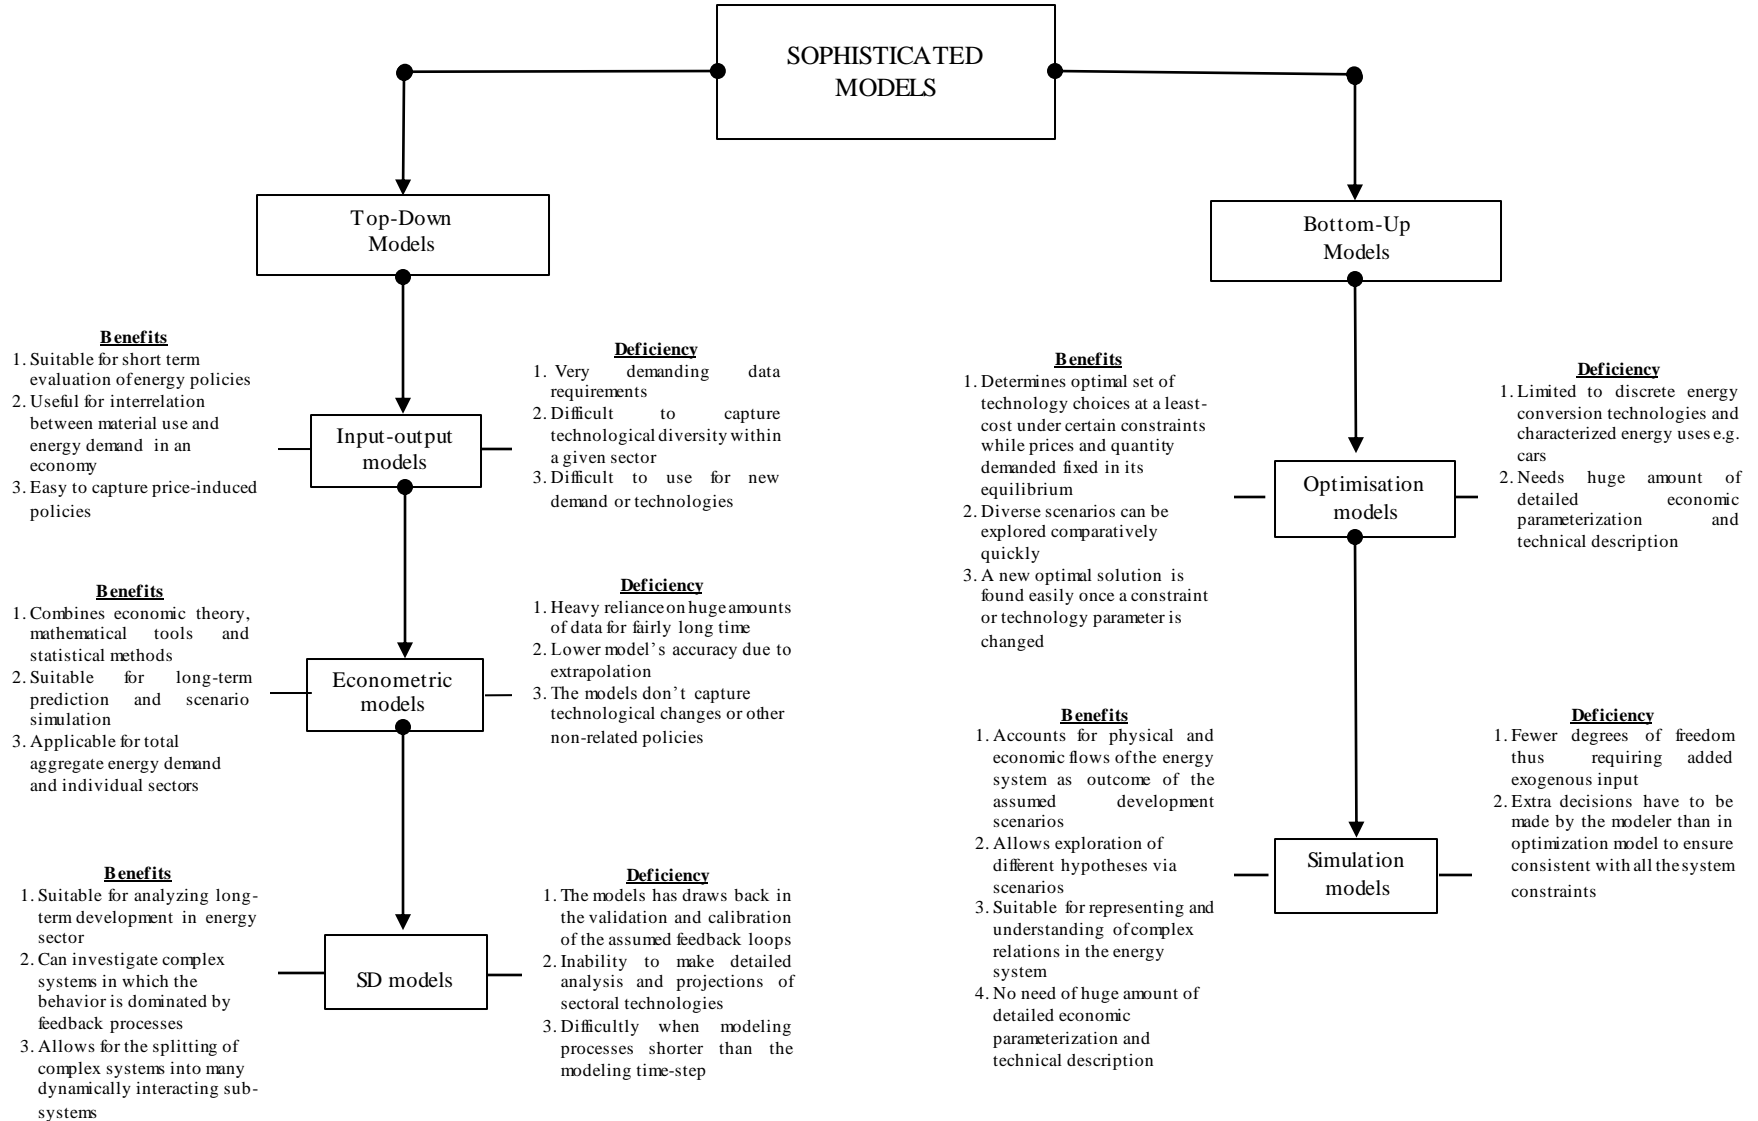 SOPHISTICATED
MODELS
Top-Down
Models
Benefits
1. Suitable for short term
evaluation of energy policies
2. Useful for interrelation
between material use and
energy demand in an
economy
3. Easy to capture price-induced
policies
Input-output
models
Deficiency
1. Very demanding data
requirements
2. Difficult to capture
technological diversity within
a given sector
3. Difficult to use for new
demand or technologies
Benefits
1. Combines economic theory,
mathematical tools and
statistical methods
2. Suitable for long-term
prediction and scenario
simulation
3. Applicable for total
aggregate energy demand
and individual sectors
Econometric
models
Deficiency
1. Heavy reliance on huge amounts
of data for fairly long time
2. Lower model's accuracy due to
extrapolation
3. The models don't capture
technological changes or other
non-related policies
Benefits
1. Suitable for analyzing long-
term development in energy
sector
2. Can investigate complex
systems in which the
behavior is dominated by
feedback processes
3. Allows for the splitting of
complex systems into many
dynamically interacting sub-
systems
SD models
Deficiency
1. The models has draws back in
the validation and calibration
of the assumed feedback loops
2. Inability to make detailed
analysis and projections of
sectoral technologies
3. Difficultly when modeling
processes shorter than the
modeling time-step
Bottom-Up
Models
Benefits
1. Determines optimal set of
technology choices at a least-
cost under certain constraints
while prices and quantity
demanded fixed in its
equilibrium
2. Diverse scenarios can be
explored comparatively
quickly
3. A new optimal solution is
found easily once a constraint
or technology parameter is
changed
Optimisation
models
Deficiency
1. Limited to discrete energy
conversion technologies and
characterized energy uses e.g.
cars
2. Needs huge amount of
detailed economic
parameterization and
technical description
Benefits
1. Accounts for physical and
economic flows of the energy
system as outcome of the
assumed development
scenarios
2. Allows exploration of
different hypotheses via
scenarios
3. Suitable for representing and
understanding of complex
relations in the energy
system
4. No need of huge amount of
detailed economic
parameterization and
technical description
Simulation
models
Deficiency
1. Fewer degrees of freedom
thus requiring added
exogenous input
2. Extra decisions have to be
made by the modeler than in
optimization model to ensure
consistent with all the system
constraints